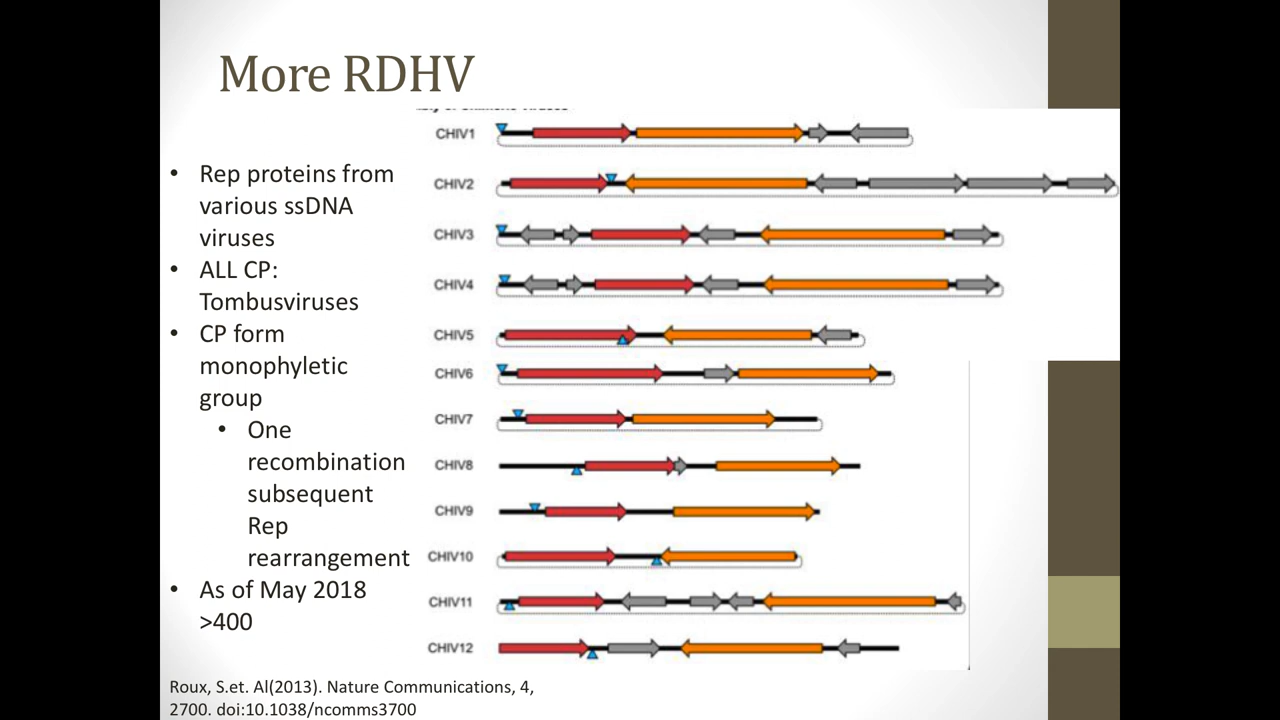 More RDHV
• Rep proteins from
various ssDNA
viruses
• ALL CP:
Tombusviruses
• CP form
monophyletic
group
• One
recombination
subsequent
Rep
rearrangement
• As of May 2018
>400
CHIV1
CHIV2
CHIV3
CHIV4
CHIV5
CHIV6
CHIV7
CHIV8
CHIV9
CHIV10
CHIV11
CHIV12
Roux, S.et. Al(2013). Nature Communications, 4,
2700. doi:10.1038/ncomms3700